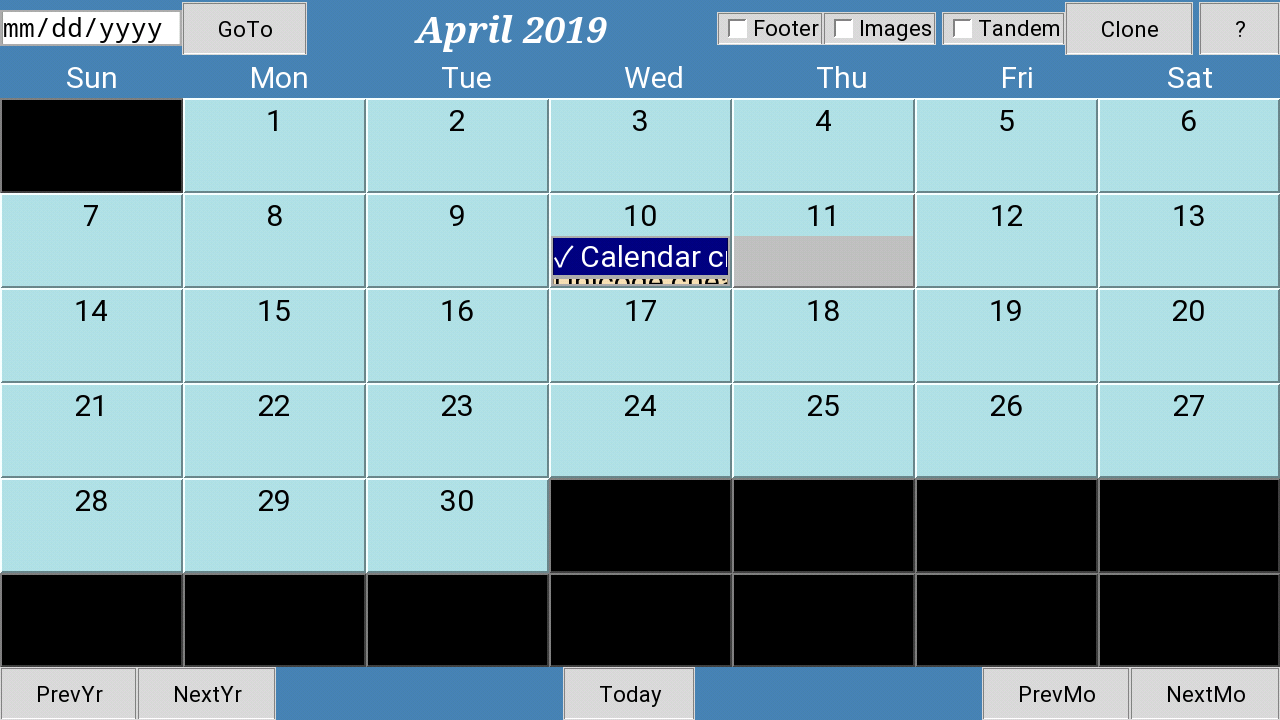 mm/dd/yyyy GoTo April 2019 Footer Images Tandem Clone ?
Sun Mon Tue Wed Thu Fri Sat
1 2 3 4 5 6
7 8 9 10 11 12 13
✓ Calendar
Unicode
14 15 16 17 18 19 20
21 22 23 24 25 26 27
28 29 30
PrevYr NextYr Today PrevMo NextMo